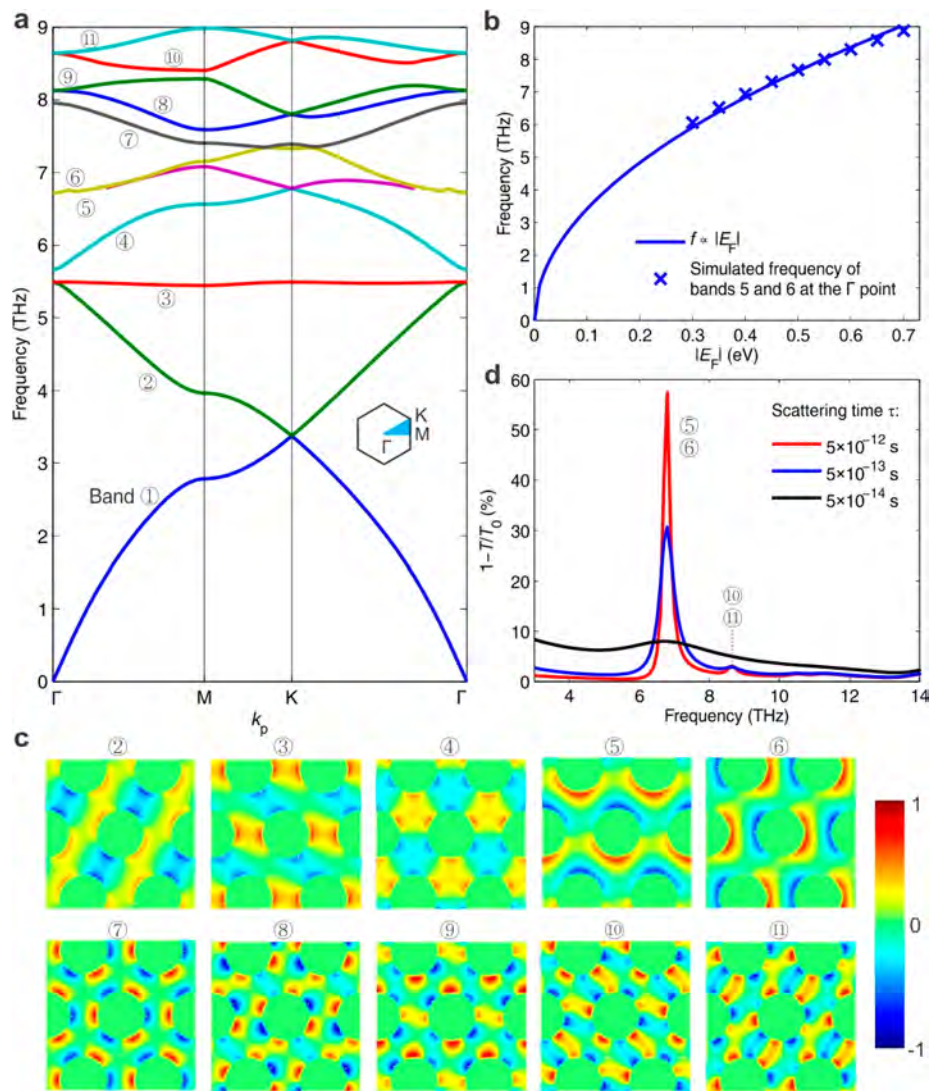 a
9
8
7
6
5
4
3
2
1
0
Frequency (THz)
⑪
⑩
⑨
⑧
⑦
⑥
⑤
④
③
②
Band ①
K
M
Γ
Γ
M
K
Γ
kp
b
9
8
7
6
5
4
3
2
1
0
Frequency (THz)
f ∝ |EF|
Simulated frequency of
bands 5 and 6 at the Γ point
0 0.1 0.2 0.3 0.4 0.5 0.6 0.7
|EF| (eV)
d
60
50
40
30
20
10
0
1−T/T0 (%)
⑤
⑥
Scattering time τ:
5×10−12 s
5×10−13 s
5×10−14 s
⑩
⑪
4 6 8 10 12 14
Frequency (THz)
c
② ③ ④ ⑤ ⑥
⑦ ⑧ ⑨ ⑩ ⑪
1
0
-1